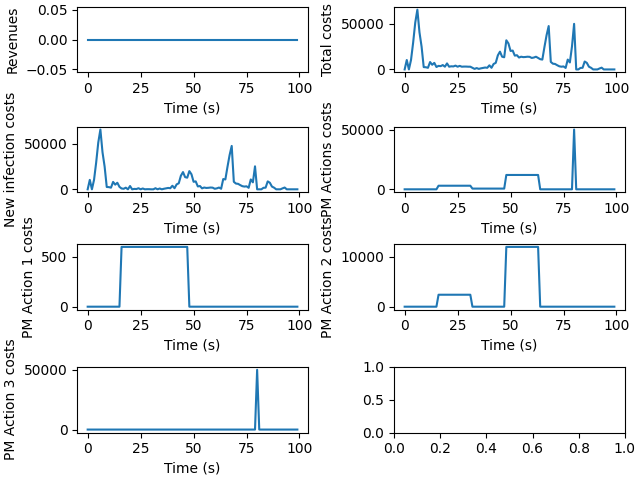 Revenues
0.05
0.00
−0.05
0 25 50 75 100
Time (s)
Total costs
50000
0
0 25 50 75 100
Time (s)
New infection costs
50000
0
0 25 50 75 100
Time (s)
PM Actions costs
50000
0
0 25 50 75 100
Time (s)
PM Action 1 costs
500
0
0 25 50 75 100
Time (s)
PM Action 2 costs
10000
0
0 25 50 75 100
Time (s)
PM Action 3 costs
50000
0
0 25 50 75 100
Time (s)
1.0
0.5
0.0
0.0 0.2 0.4 0.6 0.8 1.0